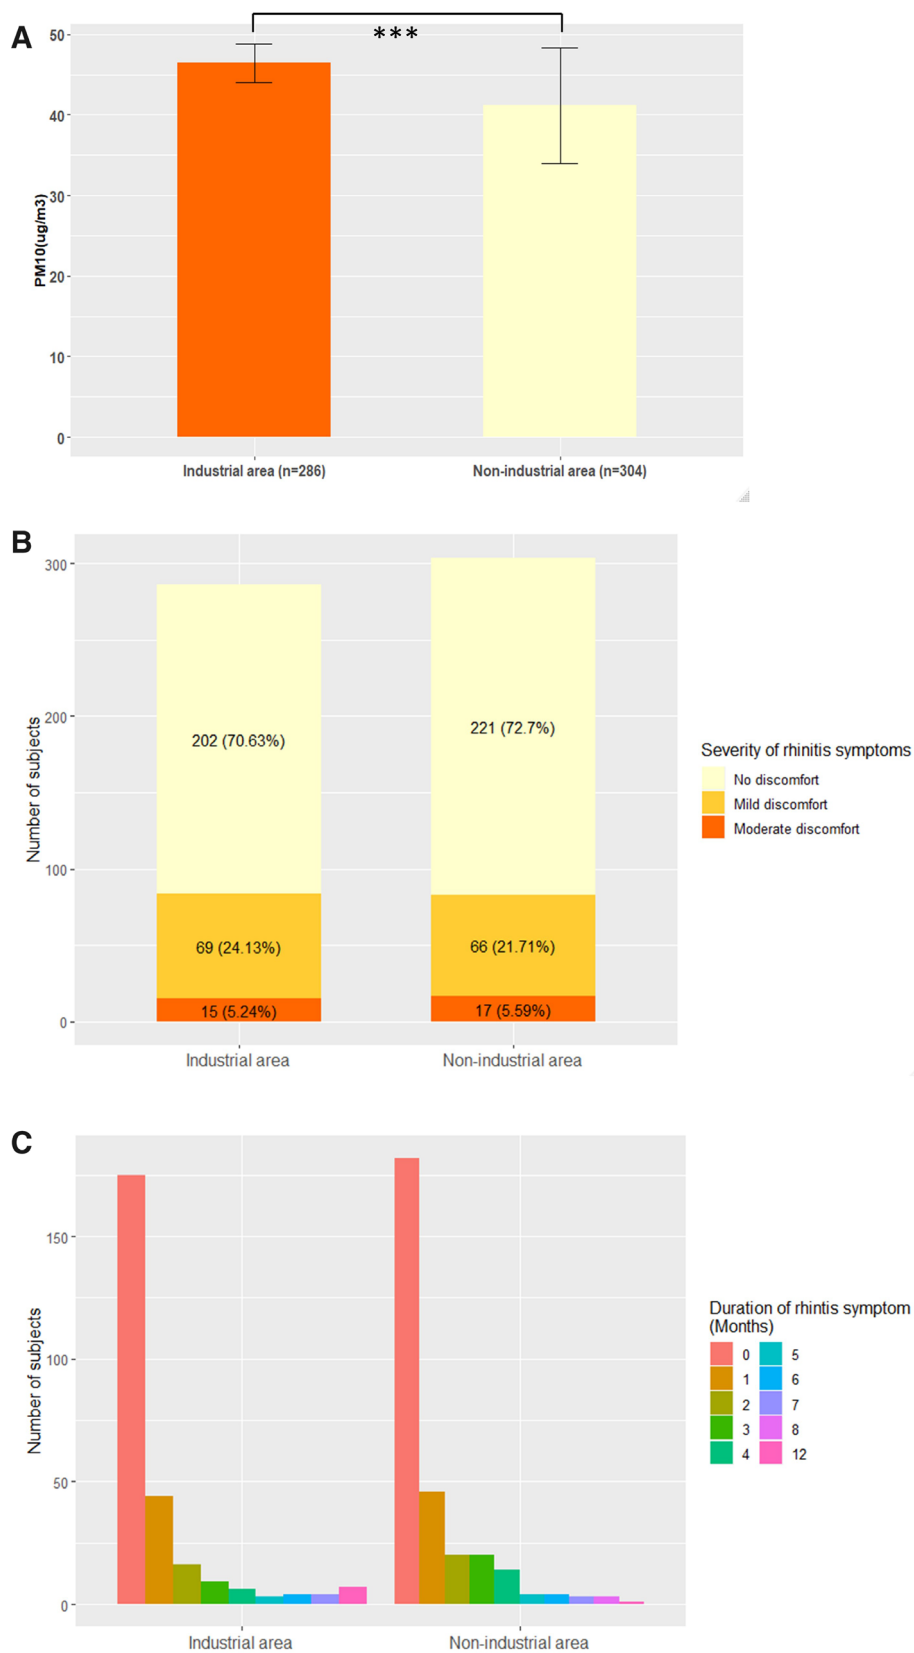 A
***
50
40
30
20
10
0
PM10(ug/m3)
Industrial area (n=286)
Non-industrial area (n=304)
B
300
200
100
0
Number of subjects
202 (70.63%)
221 (72.7%)
69 (24.13%)
66 (21.71%)
15 (5.24%)
17 (5.59%)
Industrial area
Non-industrial area
Severity of rhinitis symptoms
No discomfort
Mild discomfort
Moderate discomfort
C
150
100
50
0
Number of subjects
Industrial area
Non-industrial area
Duration of rhintis symptom
(Months)
0 5
1 6
2 7
3 8
4 12